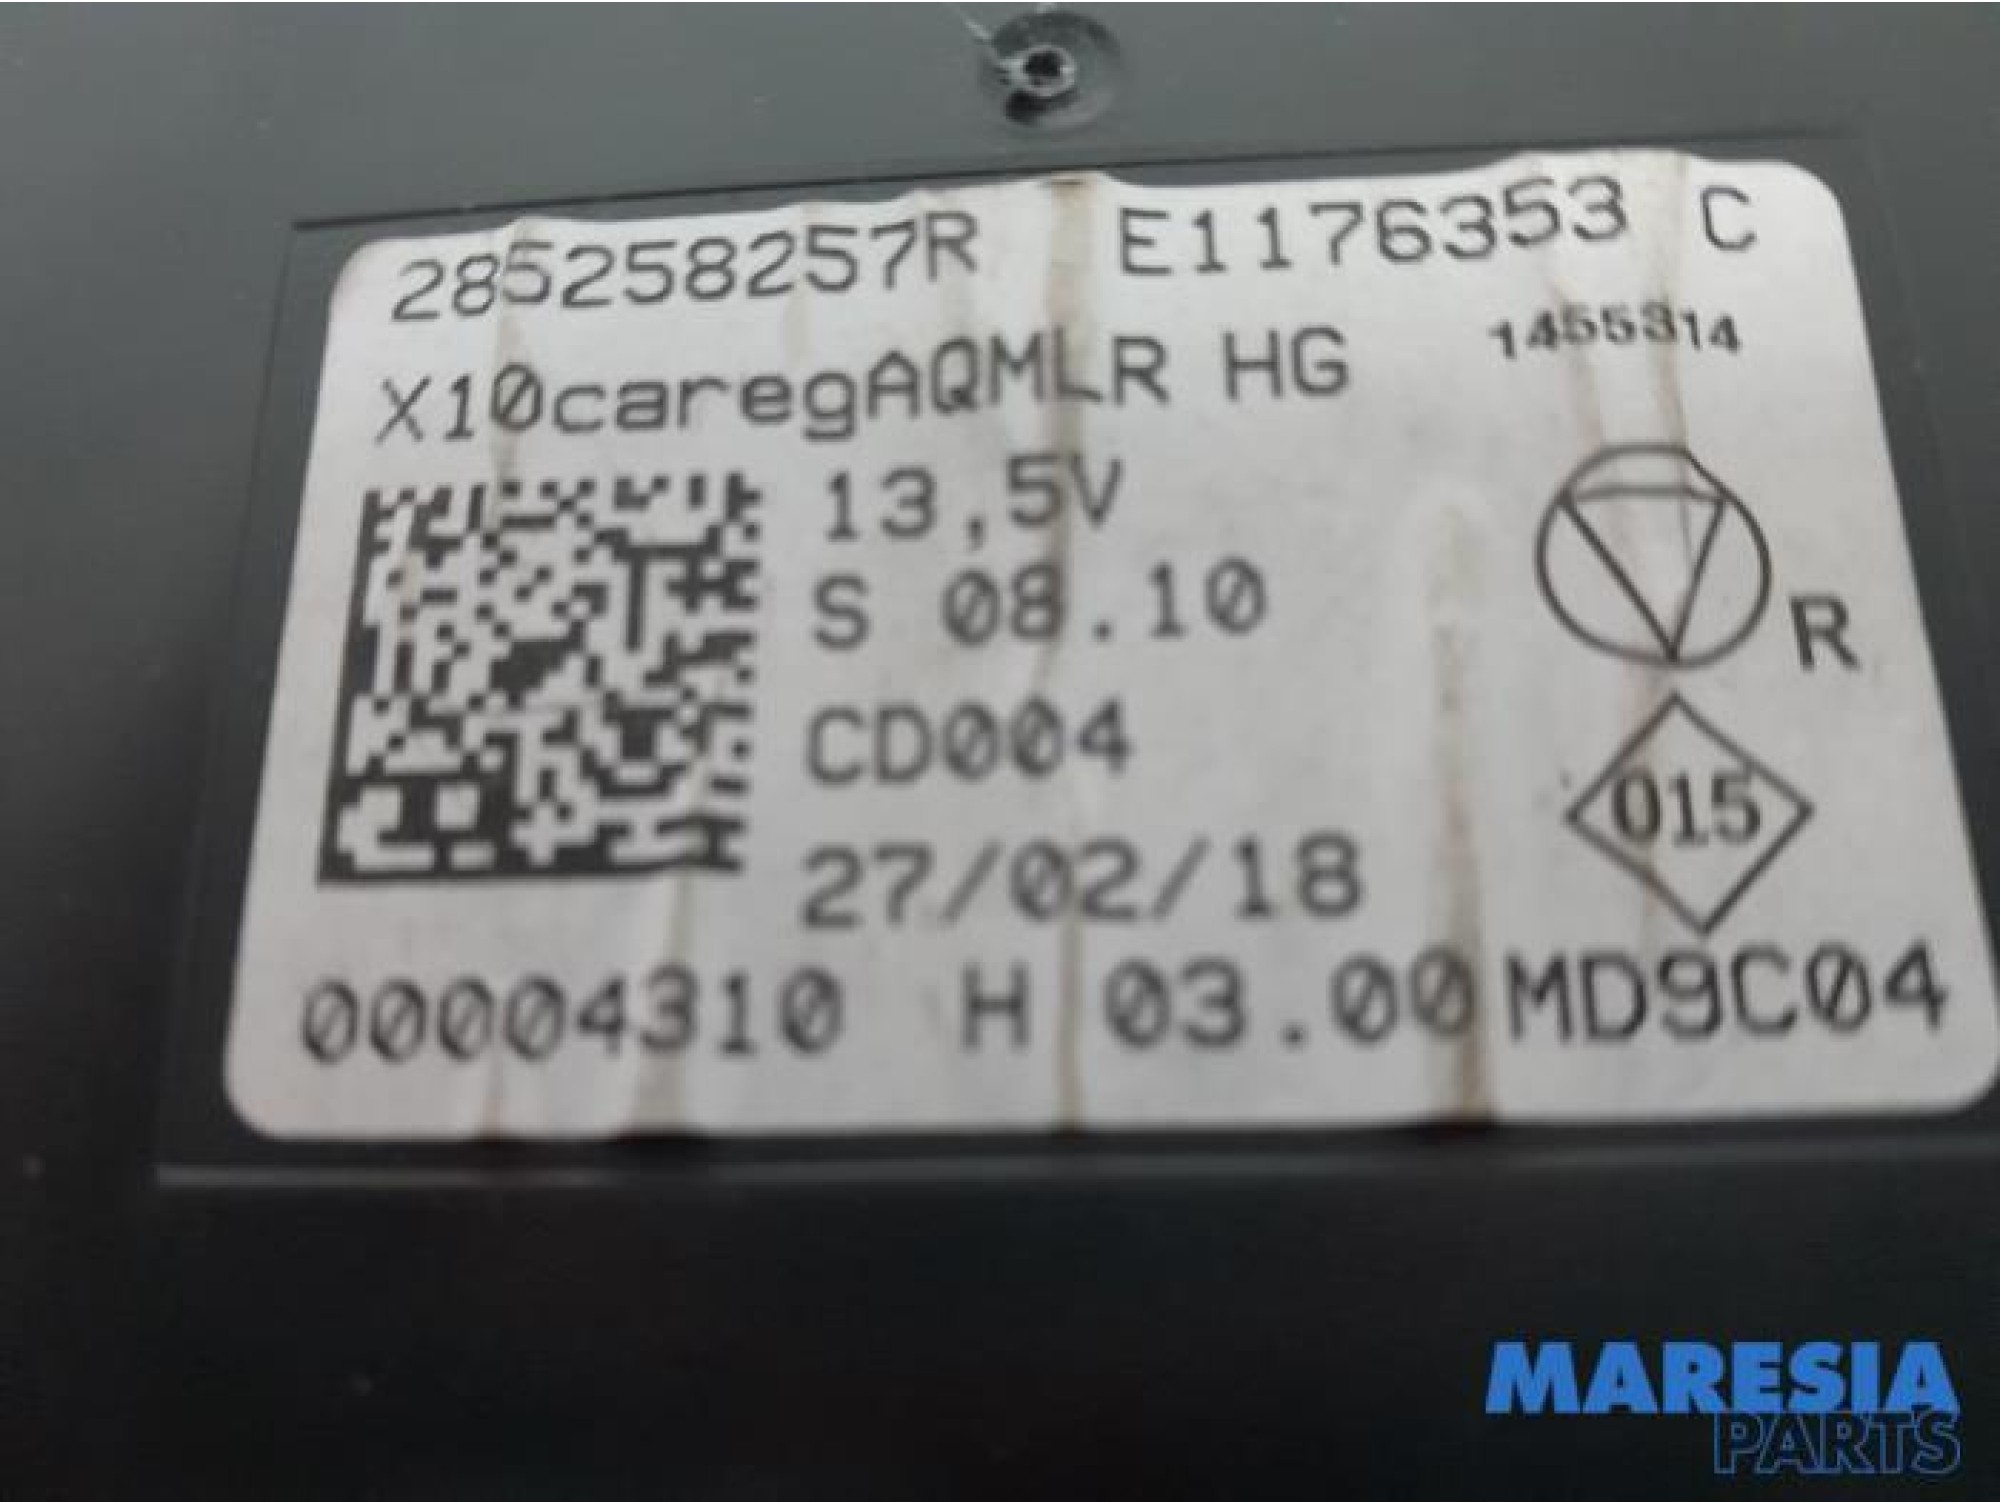 285258257R E1176353 C
X10caregAQMLR HG 1455314
13,5V
S 08.10
R
CD004
015
27/02/18
00004310 H 03.00 MD9C04
MARESIA
PARTS